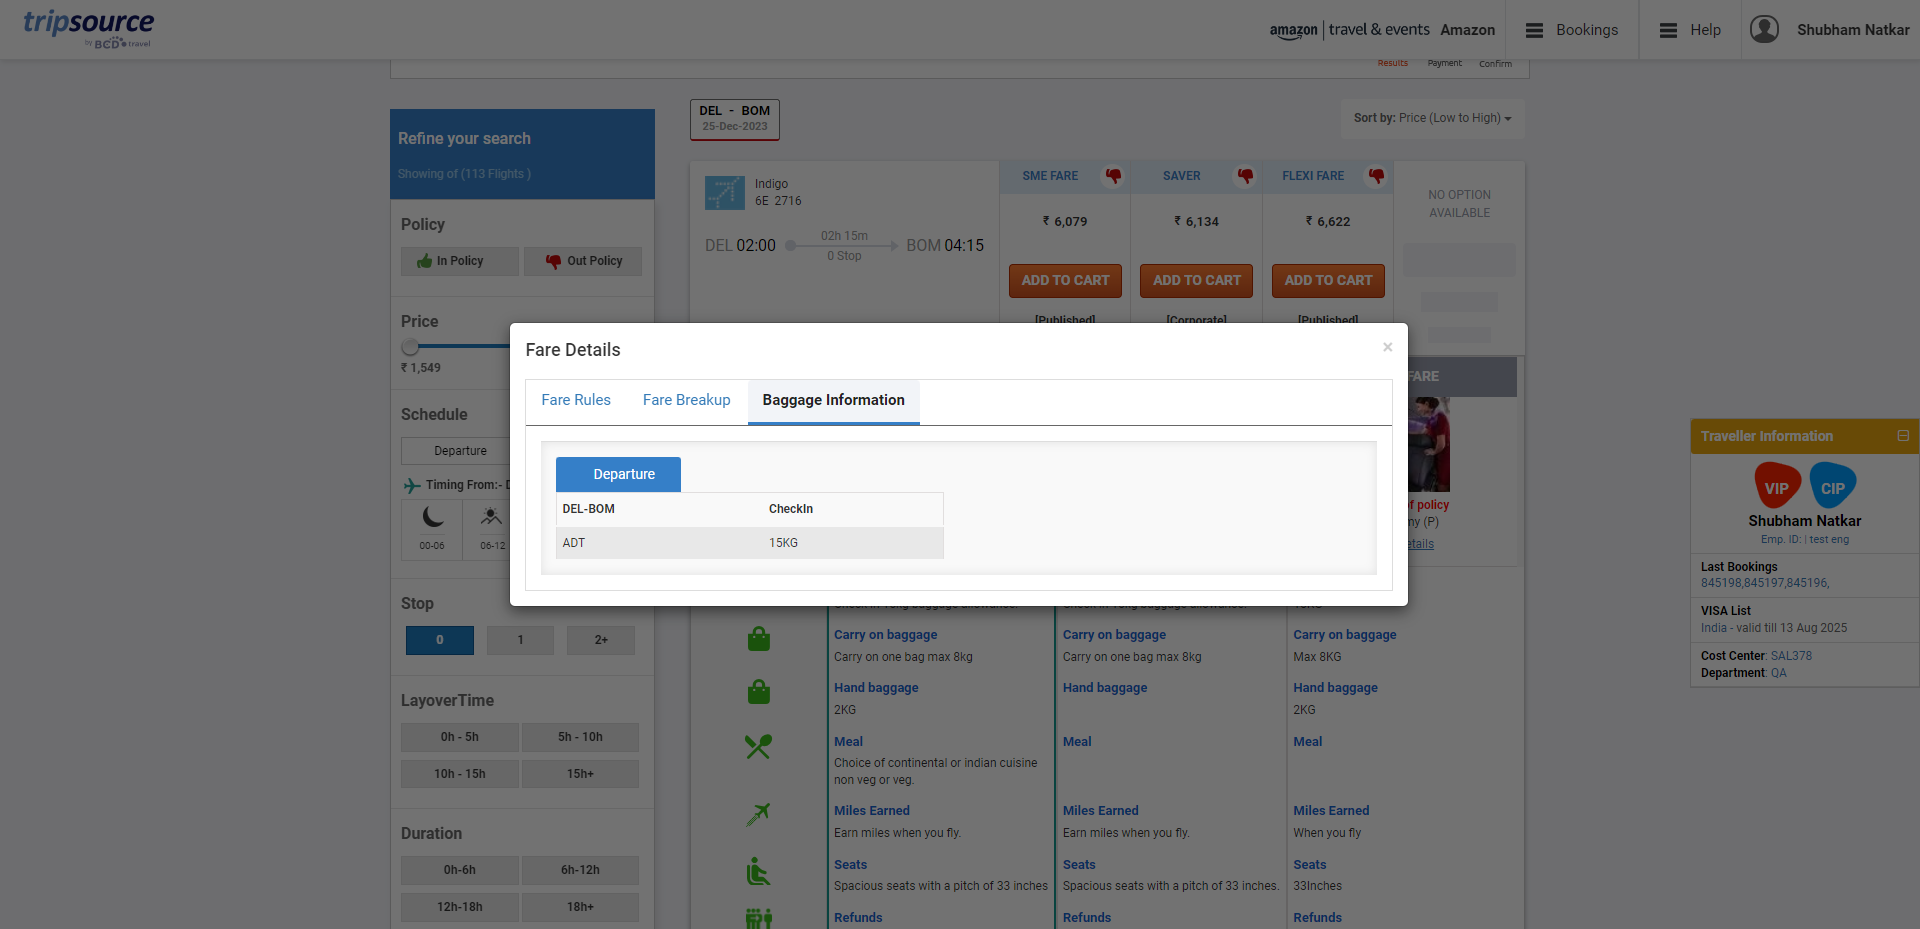 tripsource
by BCD travel
amazon | travel & events Amazon
Bookings
Help
Shubham Natkar
Results Payment Confirm
Refine your search
Showing of (113 Flights )
Policy
In Policy
Out Policy
Price
₹ 1,549
Schedule
Departure
Timing From:-
00-06
06-12
Stop
0
1
2+
LayoverTime
0h - 5h
5h - 10h
10h - 15h
15h+
Duration
0h-6h
6h-12h
12h-18h
18h+
DEL - BOM
25-Dec-2023
Sort by: Price (Low to High)
Indigo
6E 2716
DEL 02:00
02h 15m
0 Stop
BOM 04:15
SME FARE
₹ 6,079
ADD TO CART
[Published]
SAVER
₹ 6,134
ADD TO CART
[Corporate]
FLEXI FARE
₹ 6,622
ADD TO CART
[Published]
NO OPTION
AVAILABLE
FARE
of policy
my (P)
etails
Fare Details
×
Fare Rules
Fare Breakup
Baggage Information
Departure
DEL-BOM CheckIn
ADT 15KG
Carry on baggage
Carry on one bag max 8kg
Carry on baggage
Carry on one bag max 8kg
Carry on baggage
Max 8KG
Hand baggage
2KG
Hand baggage
Hand baggage
2KG
Meal
Choice of continental or indian cuisine
non veg or veg.
Meal
Meal
Miles Earned
Earn miles when you fly.
Miles Earned
Earn miles when you fly.
Miles Earned
When you fly
Seats
Spacious seats with a pitch of 33 inches
Seats
Spacious seats with a pitch of 33 inches.
Seats
33Inches
Refunds
Refunds
Refunds
Traveller Information
VIP
CIP
Shubham Natkar
Emp. ID: | test eng
Last Bookings
845198,845197,845196,
VISA List
India - valid till 13 Aug 2025
Cost Center: SAL378
Department: QA